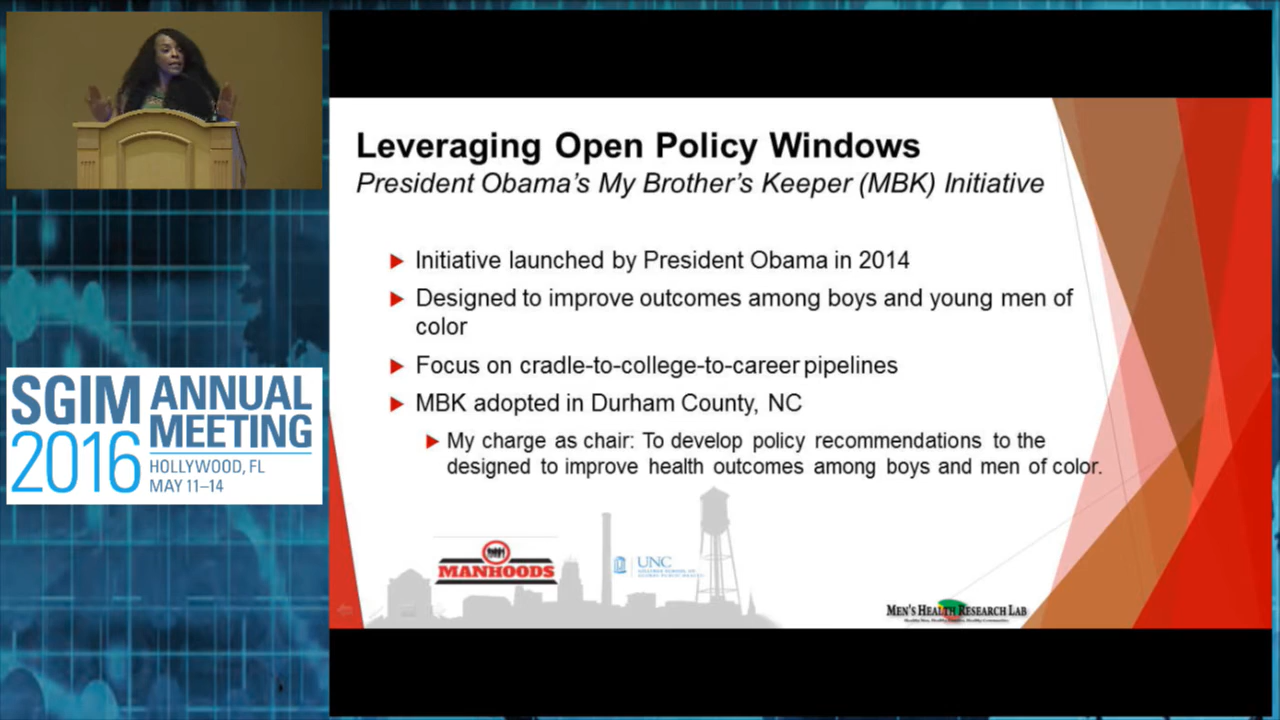 Leveraging Open Policy Windows
President Obama's My Brother's Keeper (MBK) Initiative
Initiative launched by President Obama in 2014
Designed to improve outcomes among boys and young men of
color
Focus on cradle-to-college-to-career pipelines
MBK adopted in Durham County, NC
My charge as chair: To develop policy recommendations to the
designed to improve health outcomes among boys and men of color.
SGIM
2016
ANNUAL
MEETING
HOLLYWOOD, FL
MAY 11–14
MANHOODS
UNC
MEN'S HEALTH RESEARCH LAB